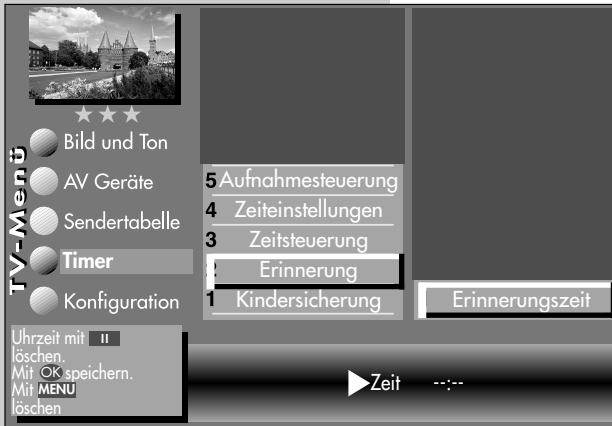 TV-Menü
Bild und Ton
AV Geräte
Sendertabelle
Timer
Konfiguration
5 Aufnahmesteuerung
4 Zeiteinstellungen
3 Zeitsteuerung
2 Erinnerung
1 Kindersicherung
Erinnerungszeit
Uhrzeit mit II
löschen.
Mit OK speichern.
Mit MENU
löschen
Zeit --:--